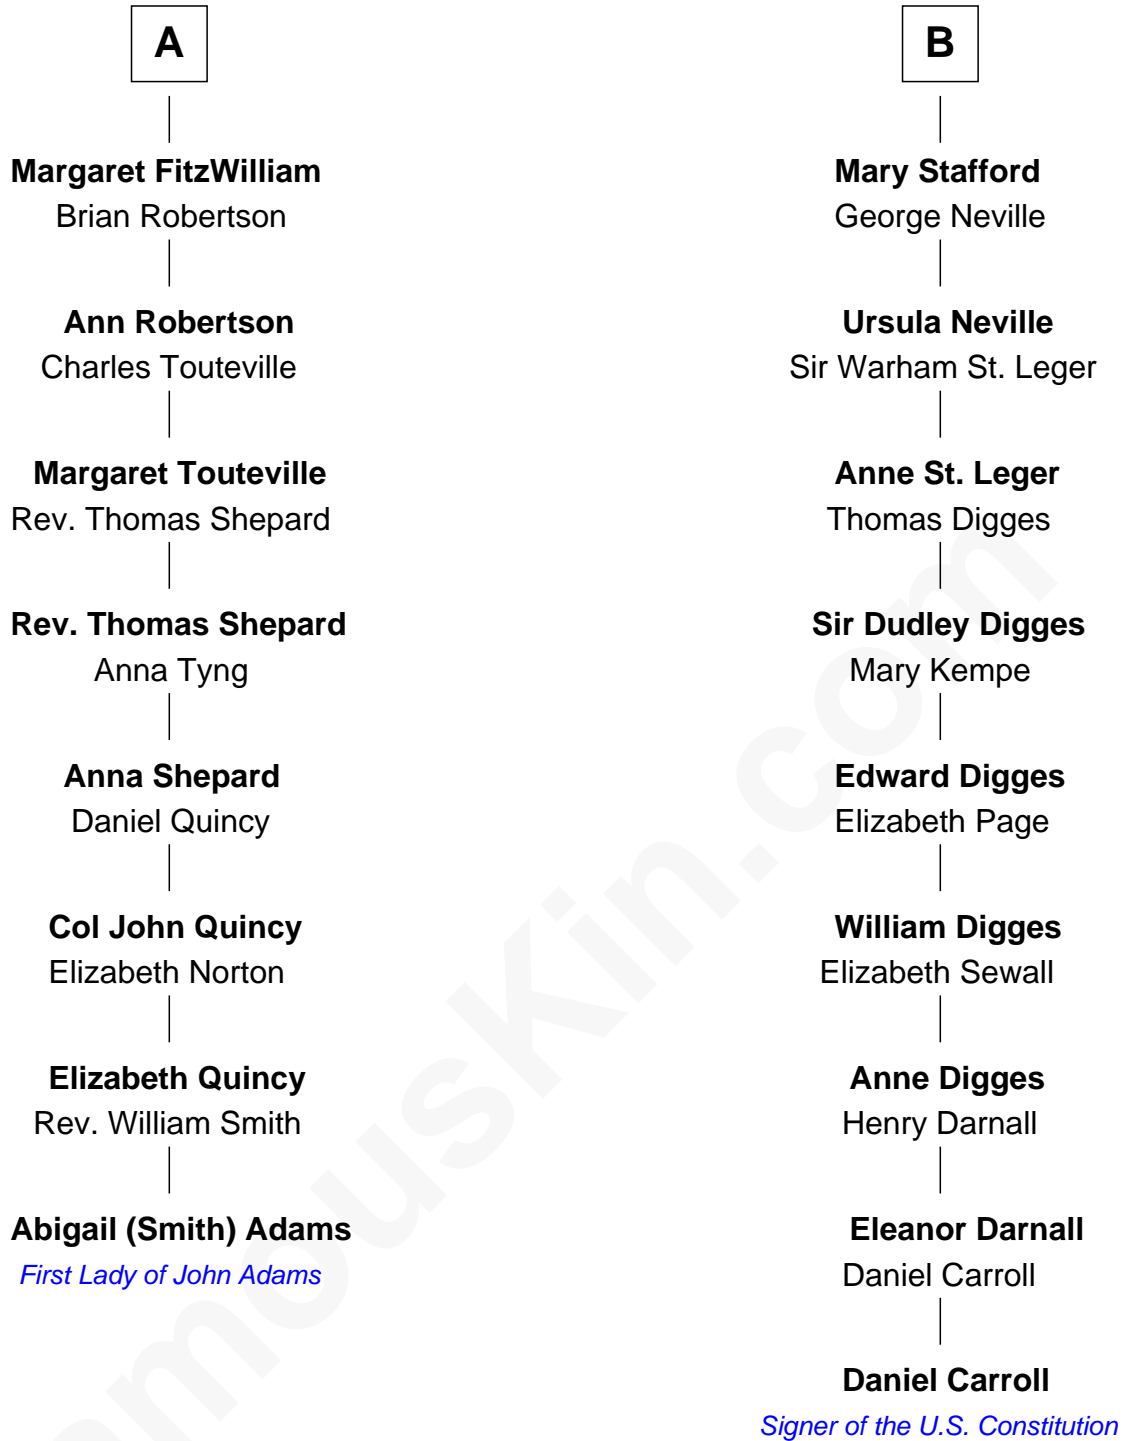 A
Margaret FitzWilliam
Brian Robertson
Ann Robertson
Charles Touteville
Margaret Touteville
Rev. Thomas Shepard
Rev. Thomas Shepard
Anna Tyng
Anna Shepard
Daniel Quincy
Col John Quincy
Elizabeth Norton
Elizabeth Quincy
Rev. William Smith
Abigail (Smith) Adams
First Lady of John Adams
B
Mary Stafford
George Neville
Ursula Neville
Sir Warham St. Leger
Anne St. Leger
Thomas Digges
Sir Dudley Digges
Mary Kempe
Edward Digges
Elizabeth Page
William Digges
Elizabeth Sewall
Anne Digges
Henry Darnall
Eleanor Darnall
Daniel Carroll
Daniel Carroll
Signer of the U.S. Constitution
amouskin.com